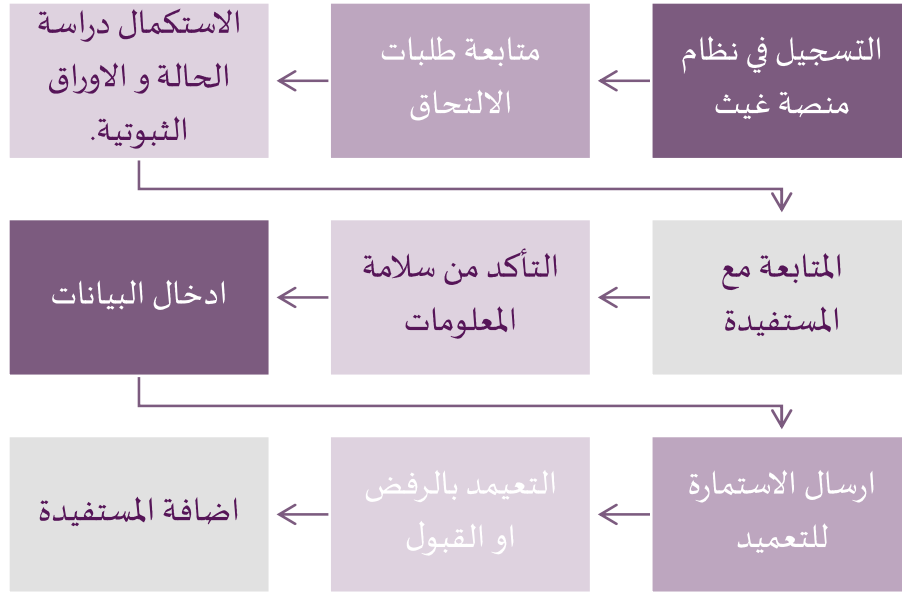 التسجيل في نظام
منصة غيث
متابعة طلبات
الالتحاق
الاستكمال دراسة
الحالة و الاوراق
الثبوتية.
المتابعة مع
المستفيدة
التأكد من سلامة
المعلومات
ادخال البيانات
ارسال الاستمارة
للتعميد
التعيمد بالرفض
او القبول
اضافة المستفيدة